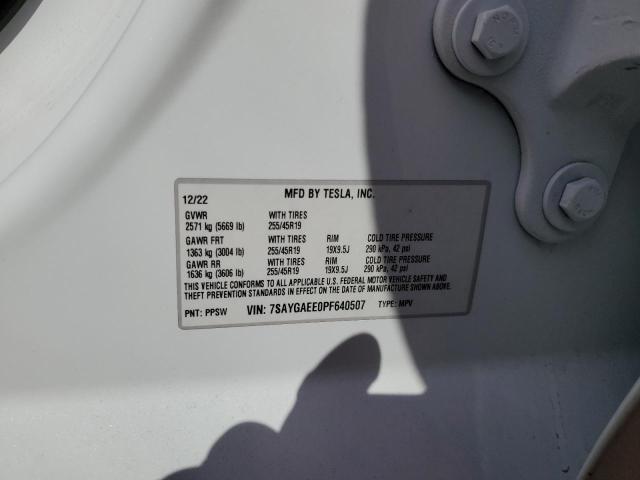 12/22 MFD BY TESLA, INC.
GVWR WITH TIRES
2571 kg (5669 lb) 255/45R19
GAWR FRT WITH TIRES RIM COLD TIRE PRESSURE
1363 kg (3004 lb) 255/45R19 19X9.5J 290 kPa, 42 psi
GAWR RR WITH TIRES RIM COLD TIRE PRESSURE
1636 kg (3606 lb) 255/45R19 19X9.5J 290 kPa, 42 psi
THIS VEHICLE CONFORMS TO ALL APPLICABLE U.S. FEDERAL MOTOR VEHICLE SAFETY AND
THEFT PREVENTION STANDARDS IN EFFECT ON THE DATE OF MANUFACTURE SHOWN ABOVE.
PNT: PPSW VIN: 7SAYGAEE0PF640507 TYPE: MPV